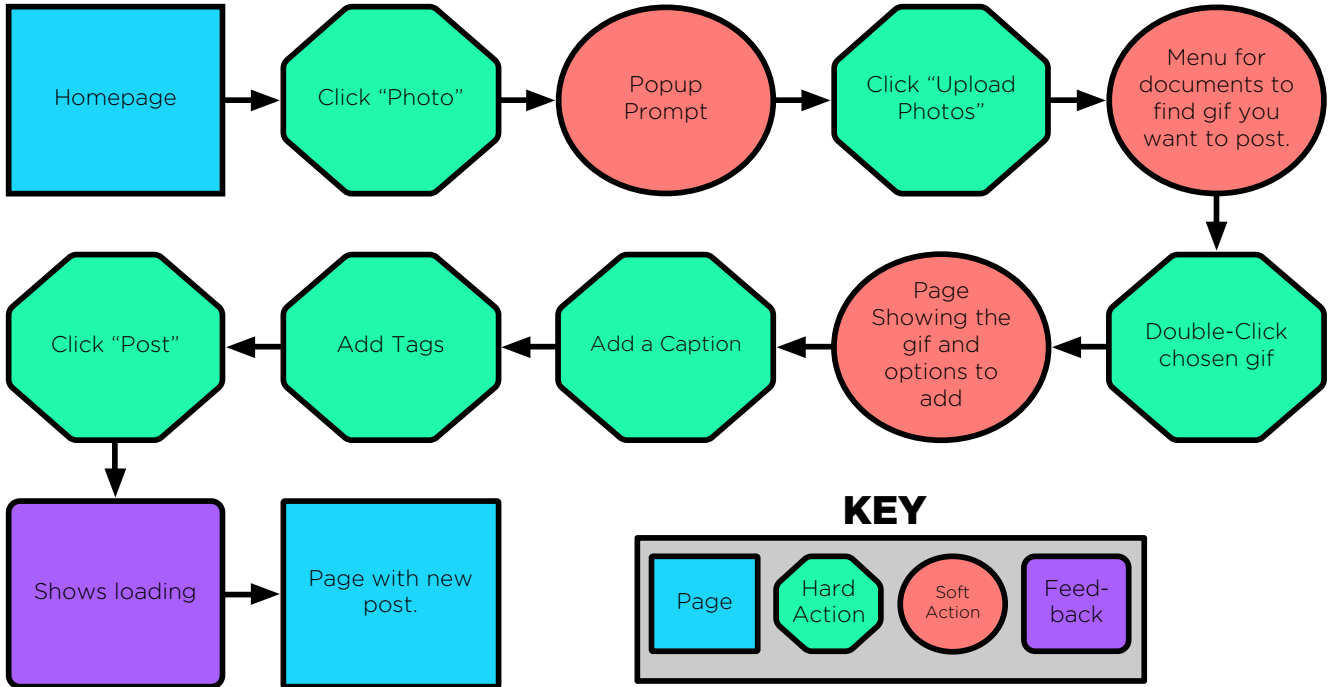 Homepage
Click “Photo”
Popup
Prompt
Click “Upload
Photos”
Menu for
documents to
find gif you
want to post.
Double-Click
chosen gif
Page
Showing the
gif and
options to
add
Add a Caption
Add Tags
Click “Post”
Shows loading
Page with new
post.
KEY
Page
Hard
Action
Soft
Action
Feed-
back